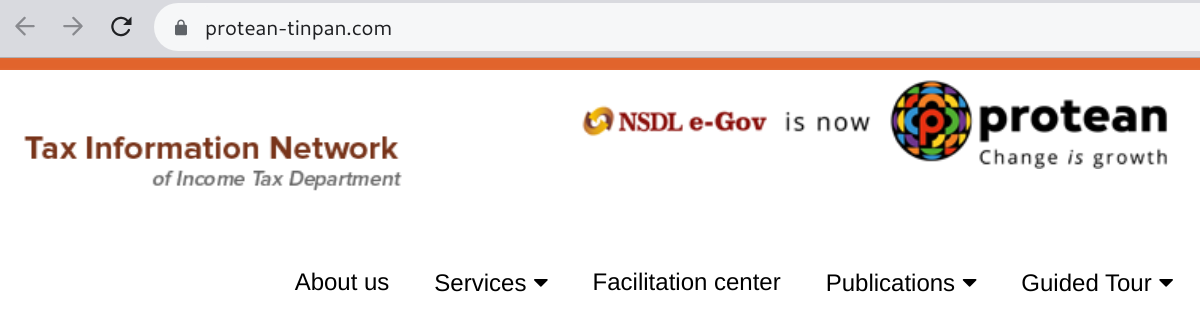 protean-tinpan.com
NSDL e-Gov is now protean
Change is growth
Tax Information Network
of Income Tax Department
About us Services Facilitation center Publications Guided Tour